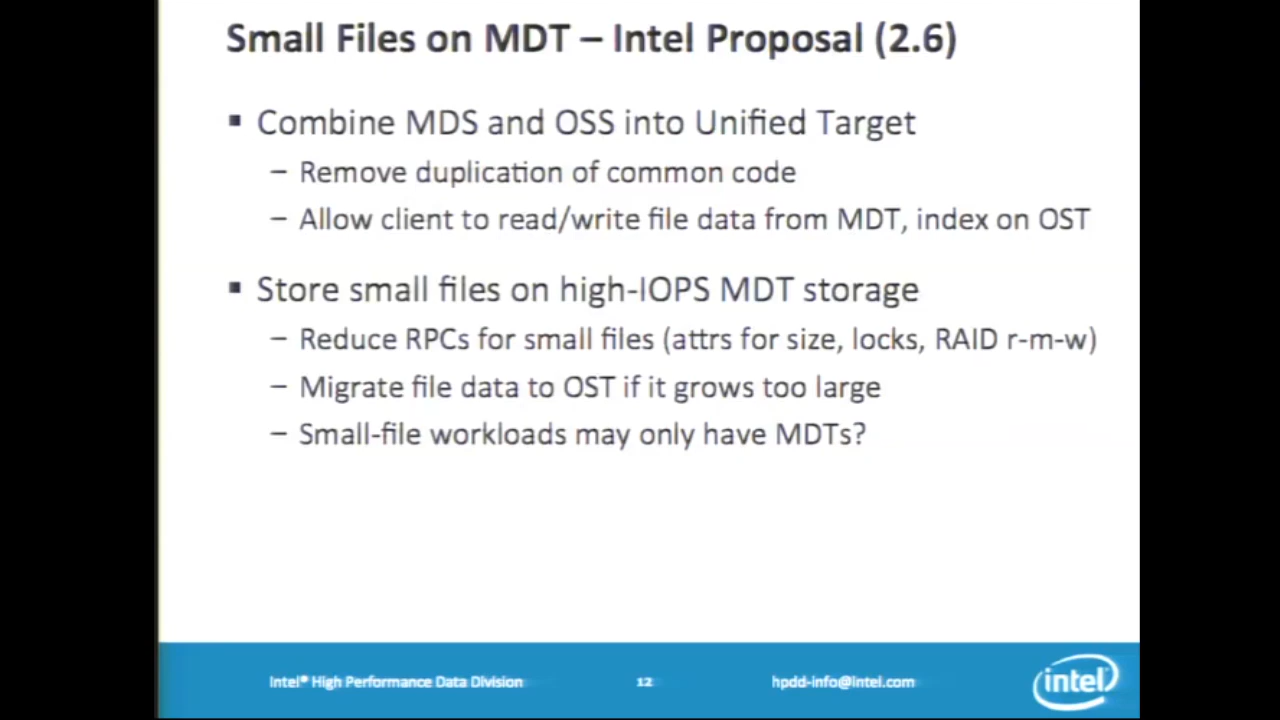 Small Files on MDT – Intel Proposal (2.6)
▪ Combine MDS and OSS into Unified Target
– Remove duplication of common code
– Allow client to read/write file data from MDT, index on OST
▪ Store small files on high-IOPS MDT storage
– Reduce RPCs for small files (attrs for size, locks, RAID r-m-w)
– Migrate file data to OST if it grows too large
– Small-file workloads may only have MDTs?
Intel® High Performance Data Division
12
hpdd-info@intel.com
intel